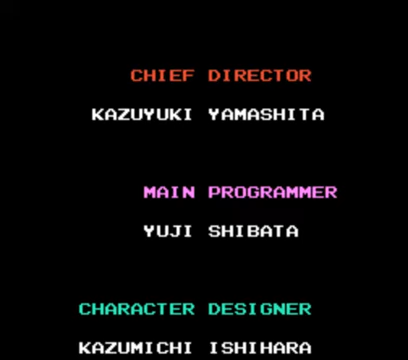 CHIEF DIRECTOR
KAZUYUKI YAMASHITA
MAIN PROGRAMMER
YUJI SHIBATA
CHARACTER DESIGNER
KAZUMICHI ISHIHARA